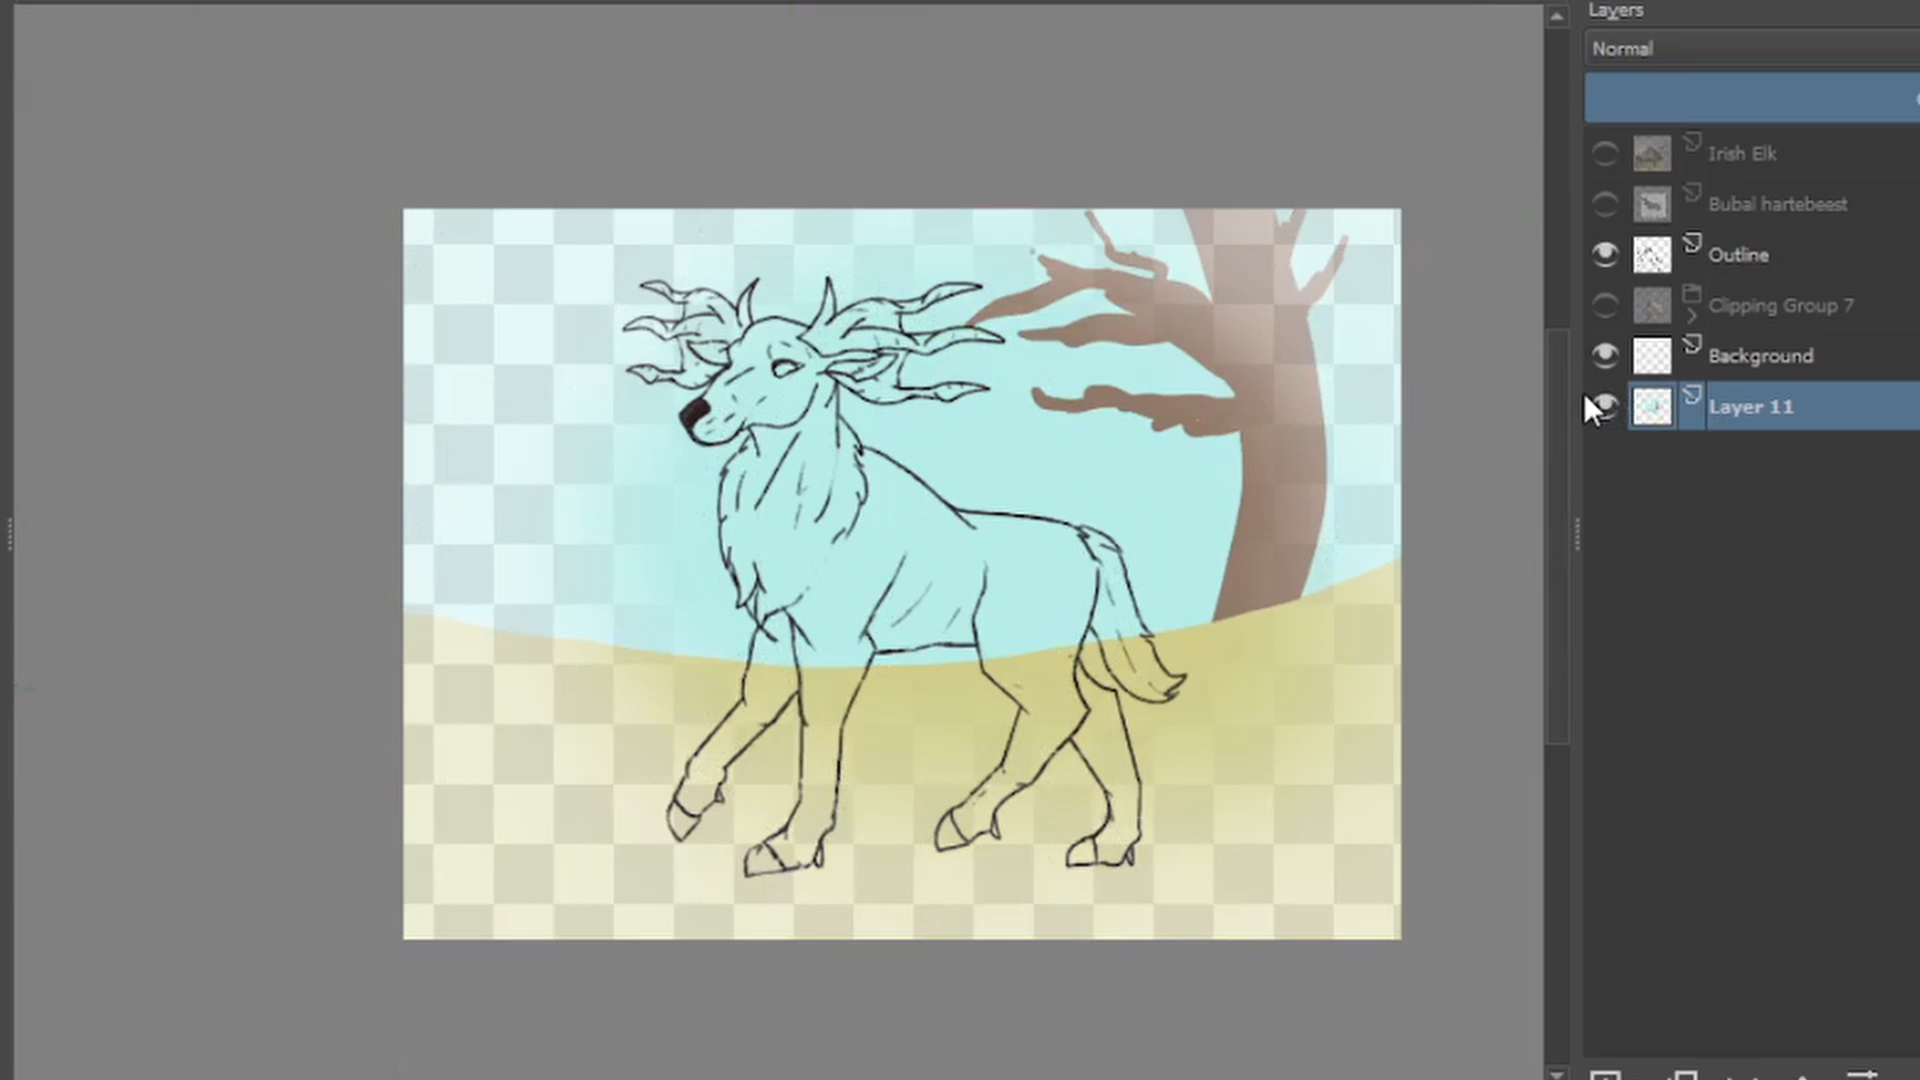 Layers
Normal
Irish Elk
Bubal hartebeest
Outline
Clipping Group 7
Background
Layer 11